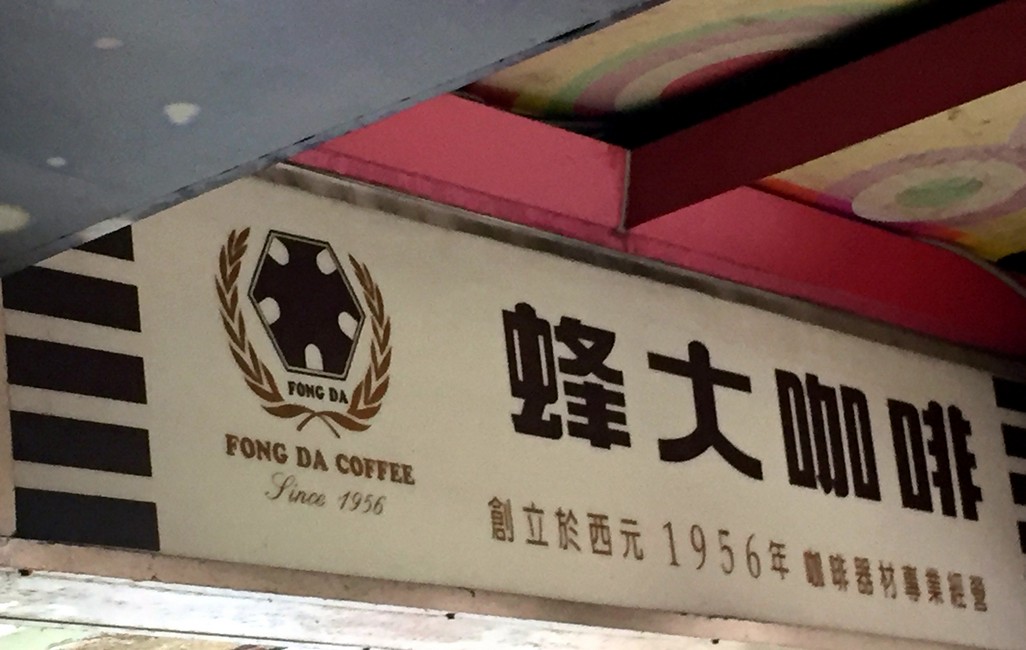 FONG DA
FONG DA COFFEE
Since 1956
蜂大咖啡
創立於西元 1956年 咖啡器材專業經營